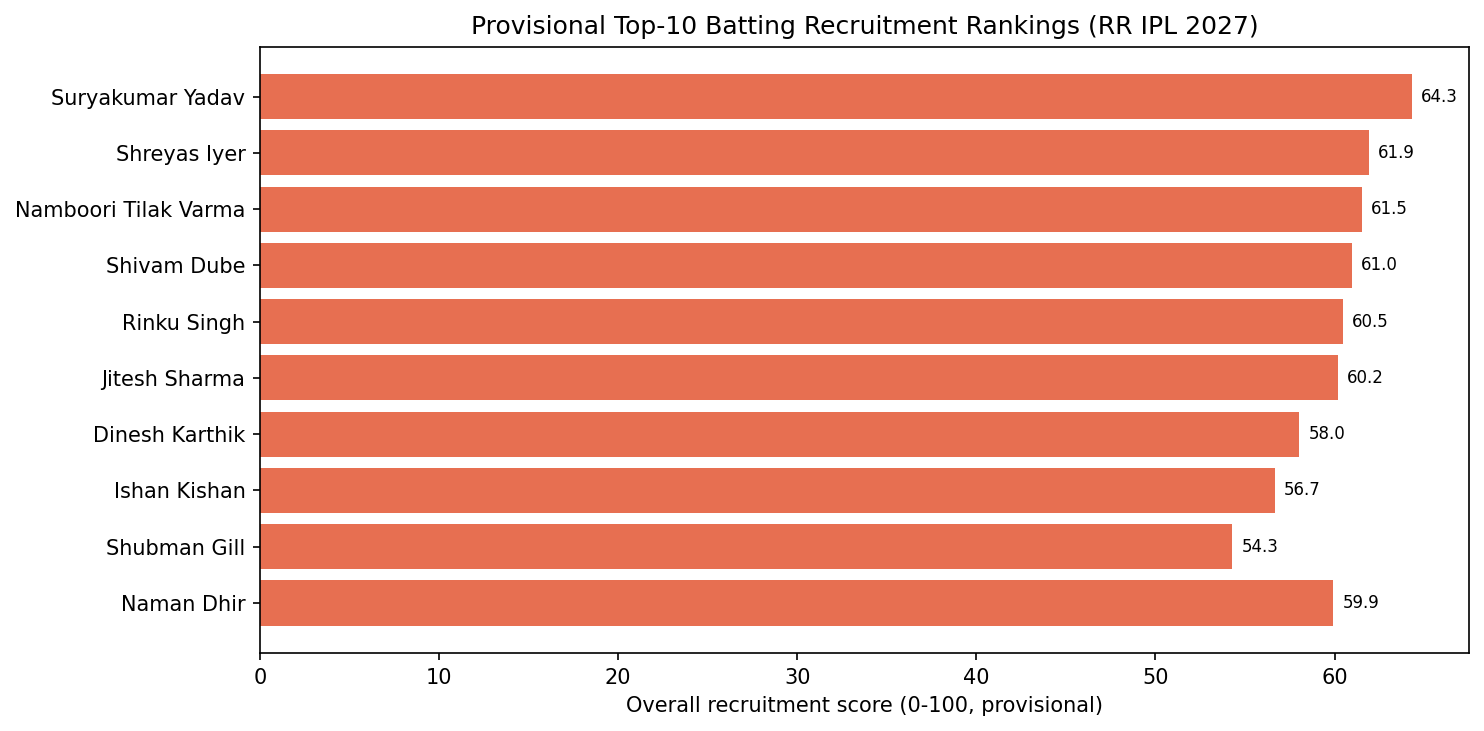 Provisional Top-10 Batting Recruitment Rankings (RR IPL 2027)
Suryakumar Yadav 64.3
Shreyas Iyer 61.9
Namboori Tilak Varma 61.5
Shivam Dube 61.0
Rinku Singh 60.5
Jitesh Sharma 60.2
Dinesh Karthik 58.0
Ishan Kishan 56.7
Shubman Gill 54.3
Naman Dhir 59.9
0 10 20 30 40 50 60
Overall recruitment score (0-100, provisional)